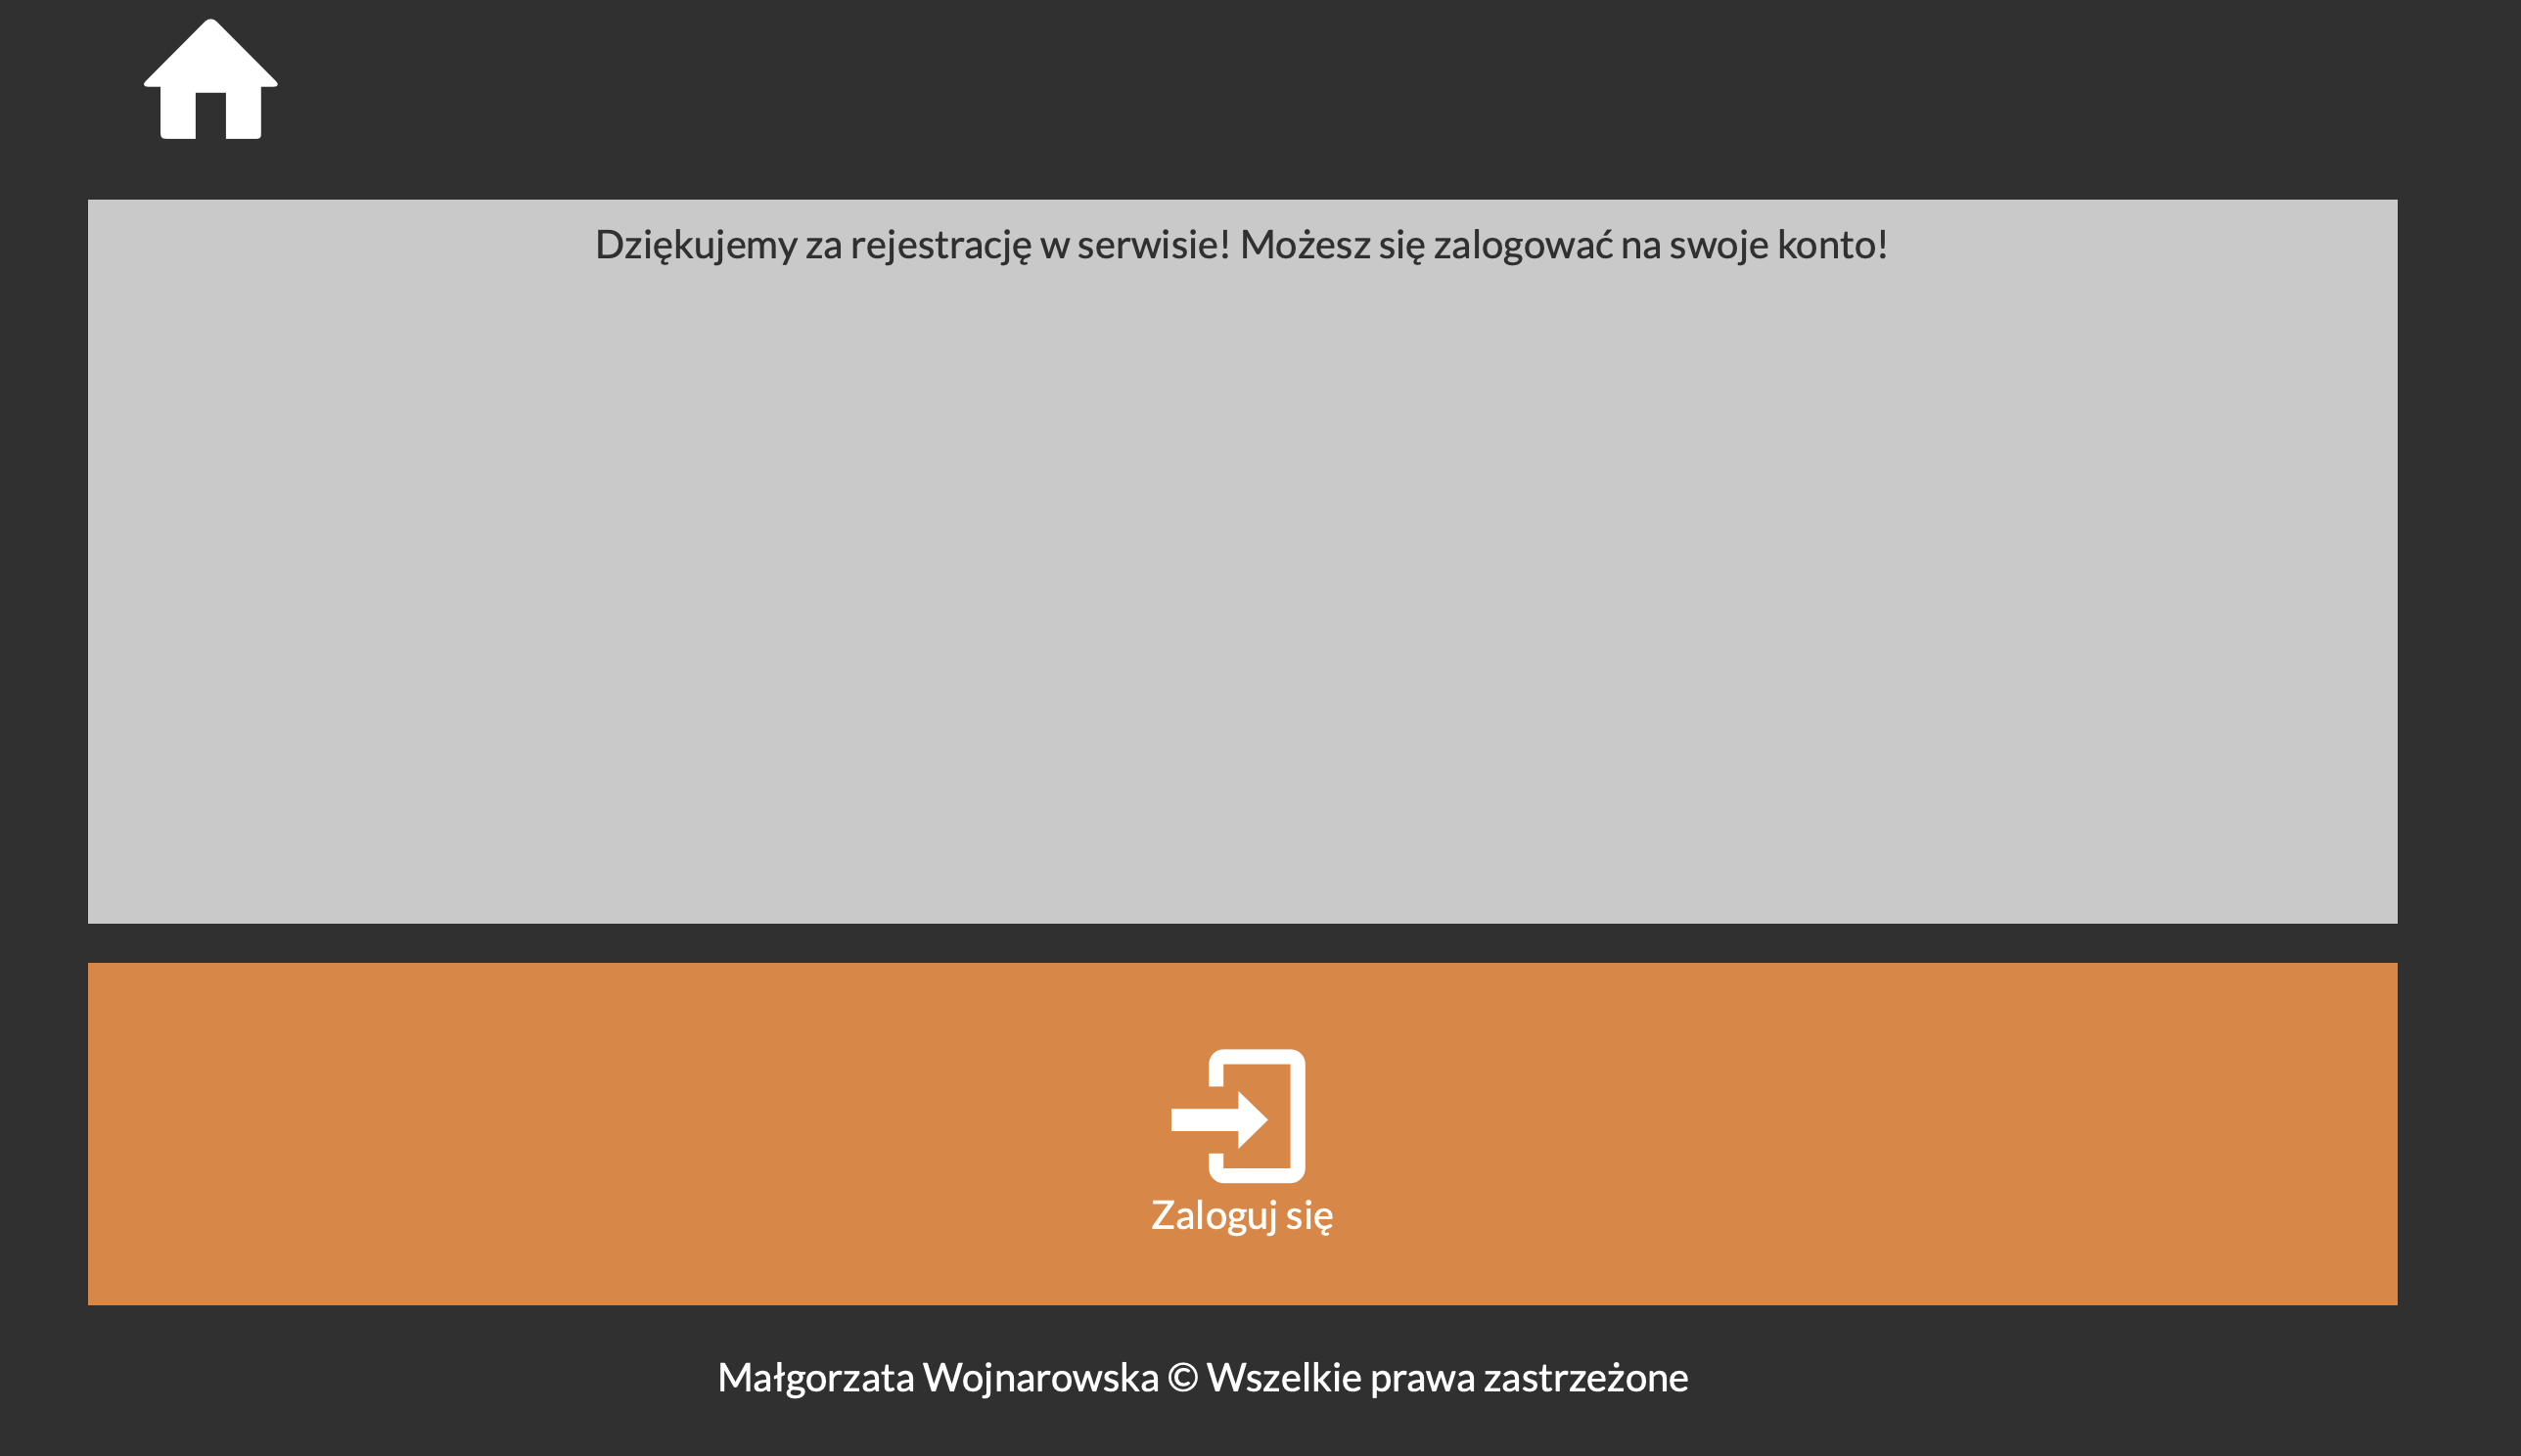 Dziękujemy za rejestrację w serwisie! Możesz się zalogować na swoje konto!
Zaloguj się
Małgorzata Wojnarowska © Wszelkie prawa zastrzeżone